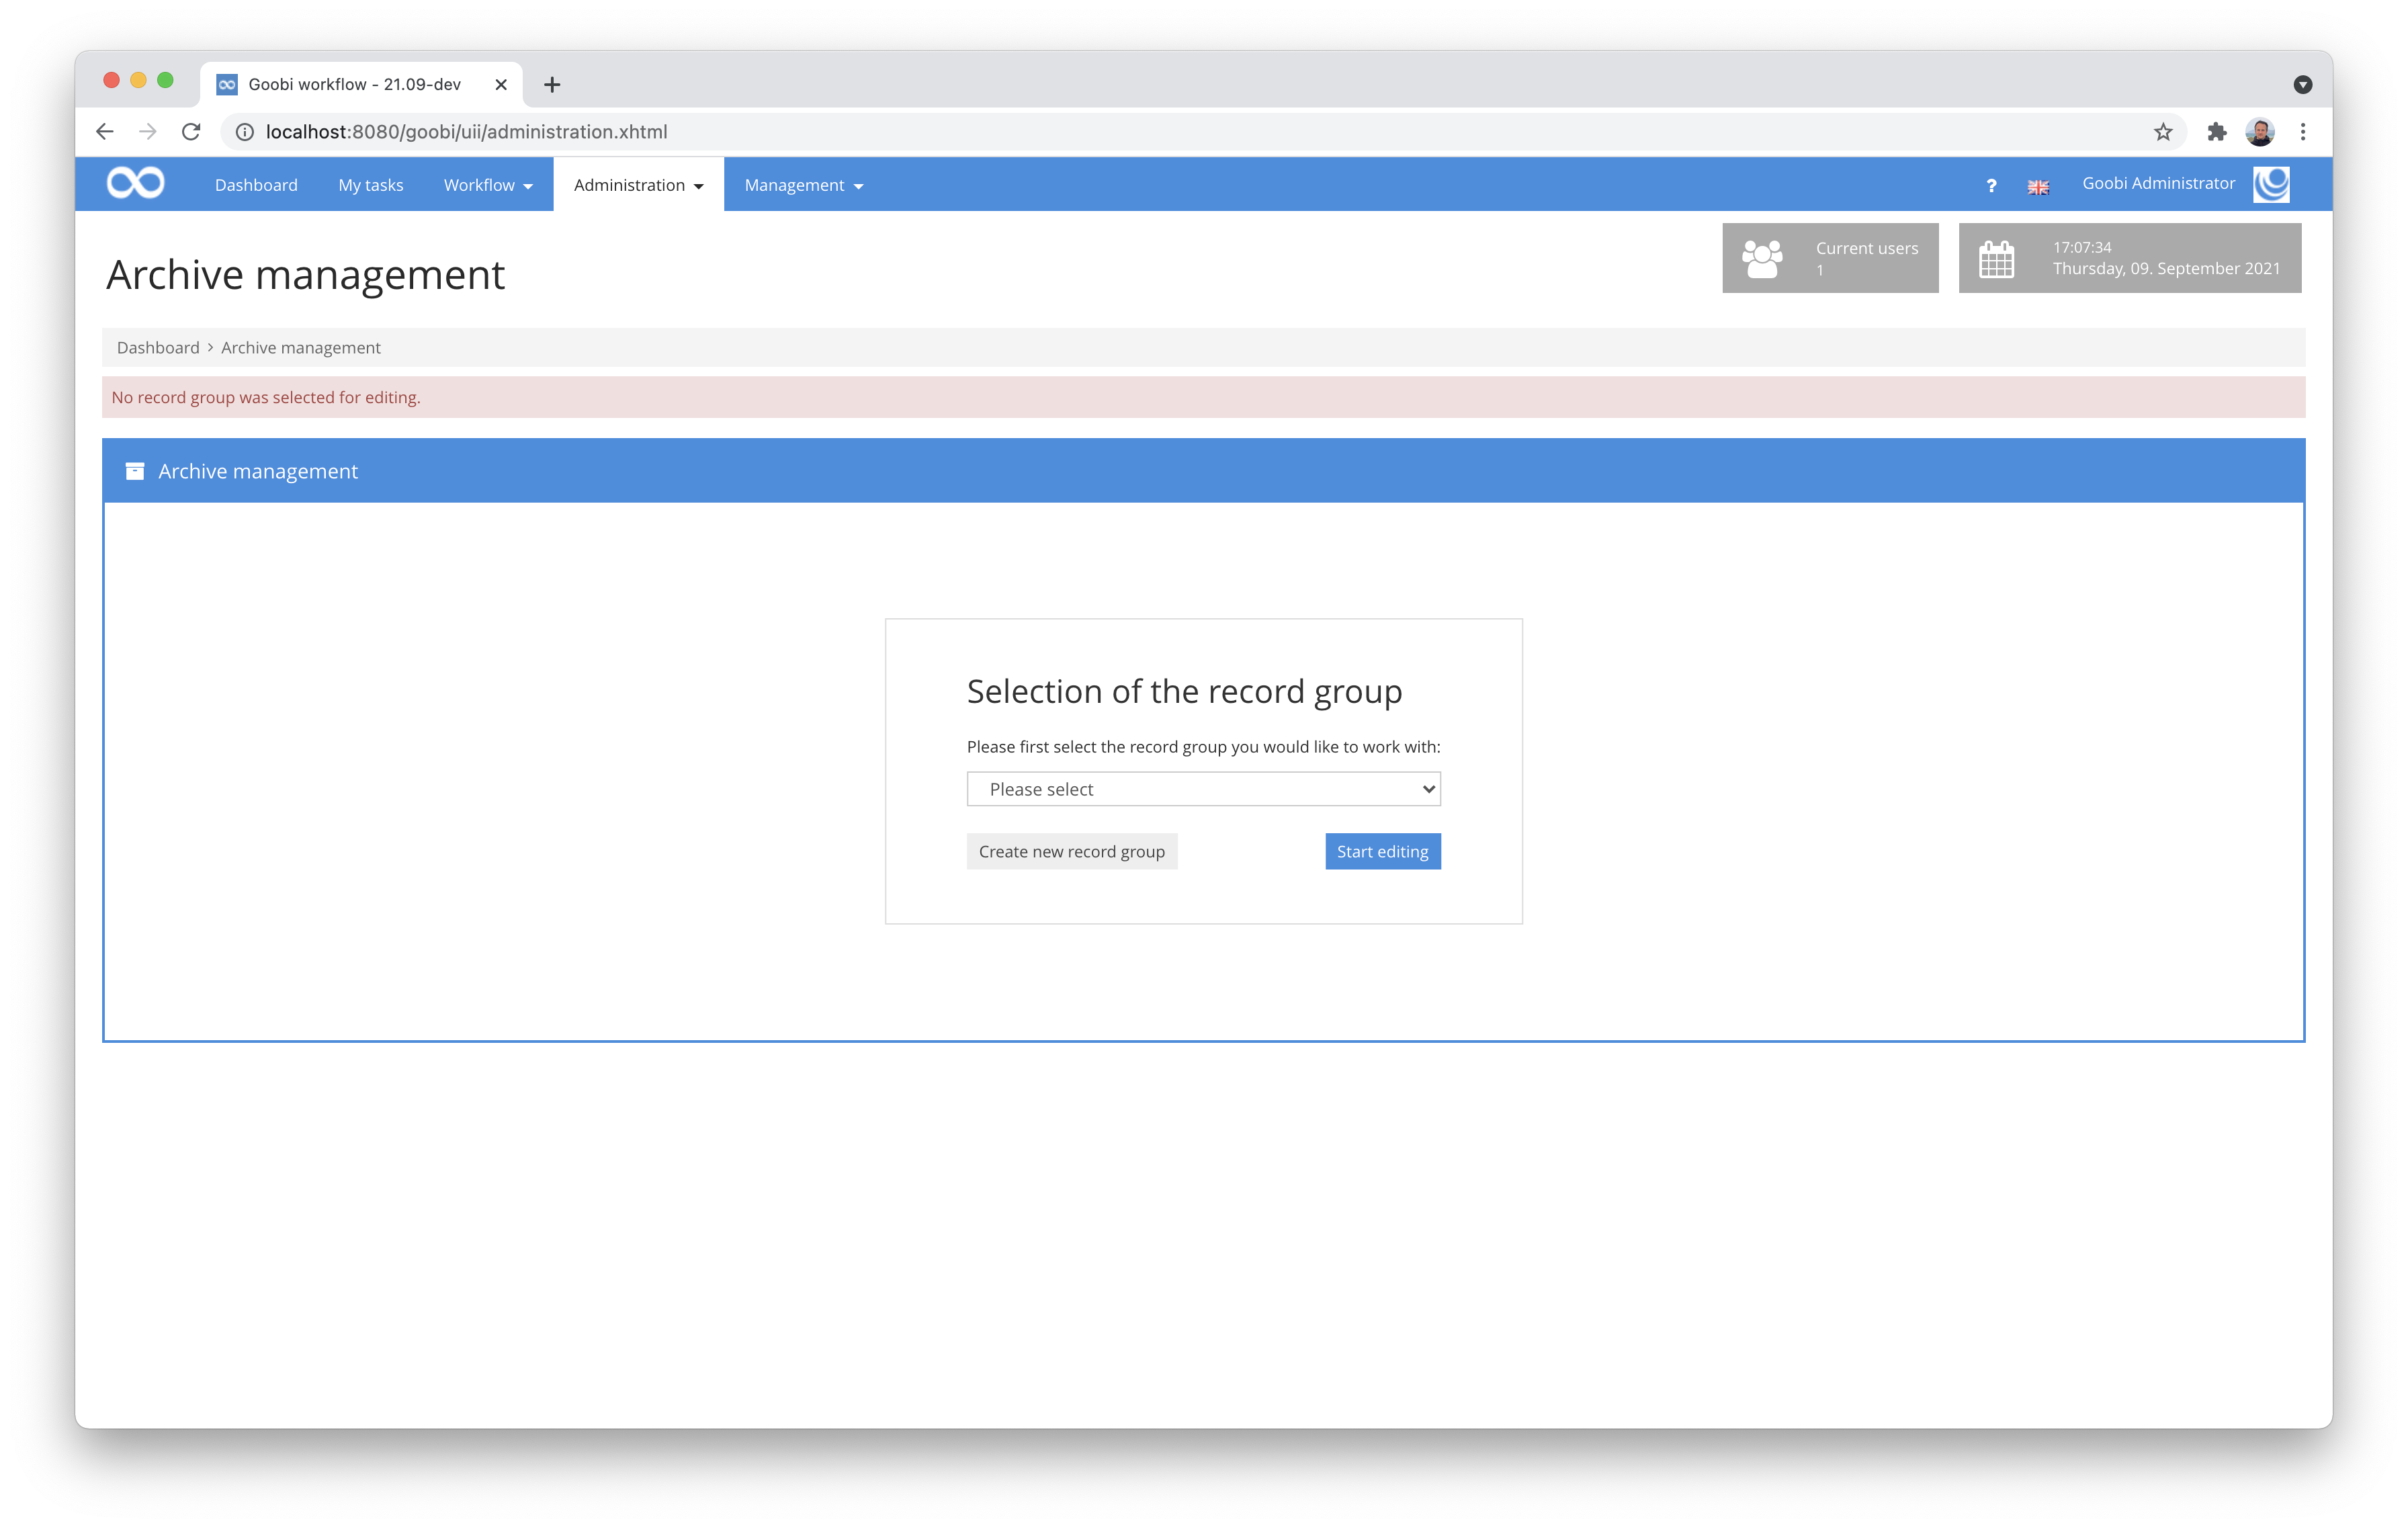 Goobi workflow - 21.09-dev
localhost:8080/goobi/uii/administration.xhtml
Dashboard My tasks Workflow Administration Management ? Goobi Administrator
Archive management
Current users
1
17:07:34
Thursday, 09. September 2021
Dashboard > Archive management
No record group was selected for editing.
Archive management
Selection of the record group
Please first select the record group you would like to work with:
Please select
Create new record group Start editing